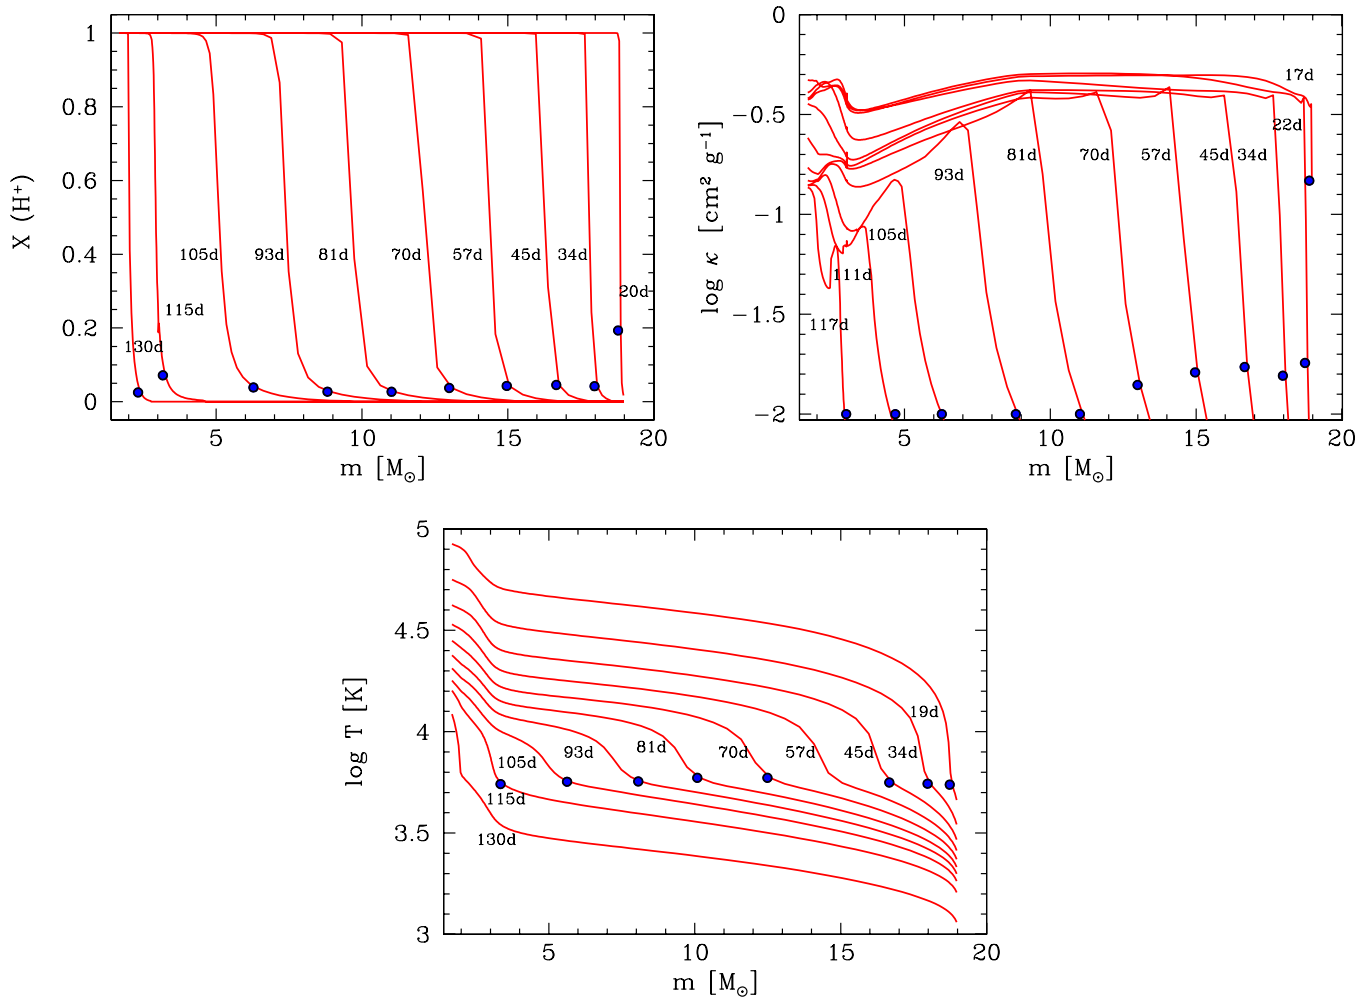 1
0.8
0.6
0.4
0.2
0
X (H⁺)
5
10
15
20
m [M⊙]
105d
93d
81d
70d
57d
45d
34d
20d
115d
130d
0
−0.5
−1
−1.5
−2
log κ [cm² g⁻¹]
5
10
15
20
m [M⊙]
17d
22d
81d
70d
57d
45d
34d
93d
105d
111d
117d
5
4.5
4
3.5
3
log T [K]
5
10
15
20
m [M⊙]
19d
105d
93d
81d
70d
57d
45d
34d
115d
130d